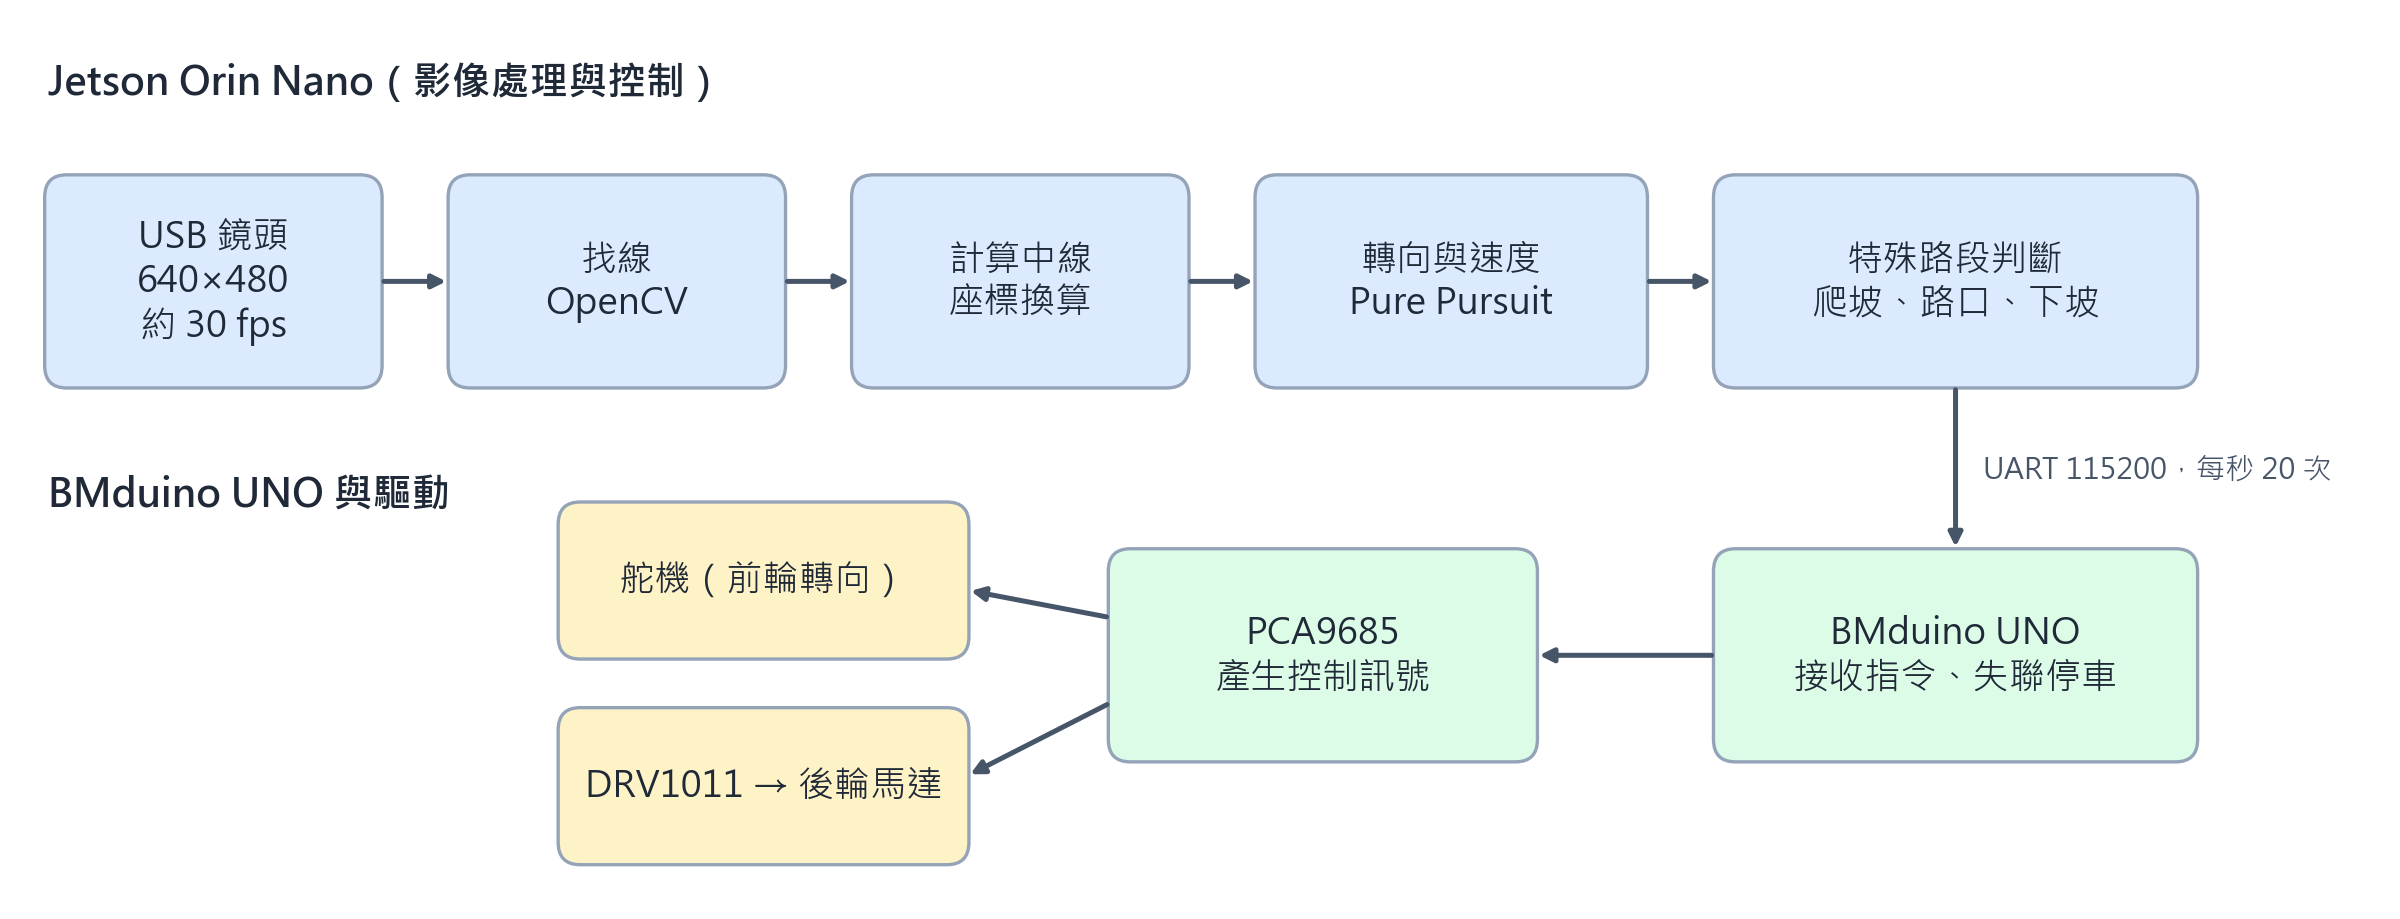 Jetson Orin Nano（影像處理與控制）
USB 鏡頭
640×480
約 30 fps
找線
OpenCV
計算中線
座標換算
轉向與速度
Pure Pursuit
特殊路段判斷
爬坡、路口、下坡
UART 115200，每秒 20 次
BMduino UNO 與驅動
舵機（前輪轉向）
PCA9685
產生控制訊號
BMduino UNO
接收指令、失聯停車
DRV1011 → 後輪馬達